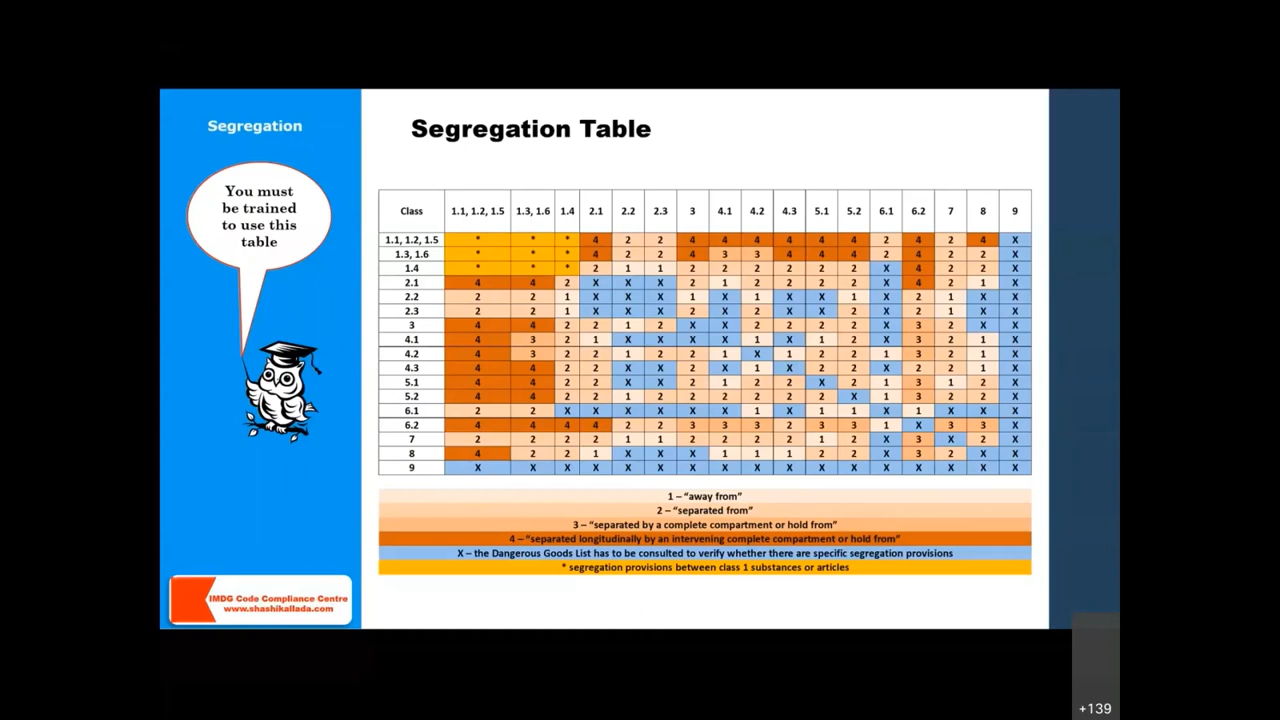 Segregation
Segregation Table
You must
be trained
to use this
table
Class 1.1, 1.2, 1.5 1.3, 1.6 1.4 2.1 2.2 2.3 3 4.1 4.2 4.3 5.1 5.2 6.1 6.2 7 8 9
1.1, 1.2, 1.5 * * * 4 2 2 4 4 4 4 4 4 2 4 2 4 X
1.3, 1.6 * * * 4 2 2 4 3 3 4 4 4 2 4 2 2 X
1.4 * * * 2 1 1 2 2 2 2 2 2 X 4 2 2 X
2.1 4 4 2 X X X 2 1 2 2 2 2 X 4 2 1 X
2.2 2 2 1 X X X 1 X 1 X X 1 X 2 1 X X
2.3 2 2 1 X X X 2 X 2 X X 2 X 2 1 X X
3 4 4 2 2 1 2 X X 2 2 2 2 X 3 2 X X
4.1 4 3 2 1 X X X X 1 X 1 2 X 3 2 1 X
4.2 4 3 2 2 1 2 2 1 X 1 2 2 1 3 2 1 X
4.3 4 4 2 2 X X 2 X 1 X 2 2 X 2 2 1 X
5.1 4 4 2 2 X X 2 1 2 2 X 2 1 3 1 2 X
5.2 4 4 2 2 1 2 2 2 2 2 2 X 1 3 2 2 X
6.1 2 2 X X X X X X 1 X 1 1 X 1 X X X
6.2 4 4 4 4 2 2 3 3 3 2 3 3 1 X 3 3 X
7 2 2 2 2 1 1 2 2 2 2 1 2 X 3 X 2 X
8 4 2 2 1 X X X 1 1 1 2 2 X 3 2 X X
9 X X X X X X X X X X X X X X X X X
1 – “away from”
2 – “separated from”
3 – “separated by a complete compartment or hold from”
4 – “separated longitudinally by an intervening complete compartment or hold from”
X – the Dangerous Goods List has to be consulted to verify whether there are specific segregation provisions
* segregation provisions between class 1 substances or articles
IMDG Code Compliance Centre
www.shashikallada.com
+139